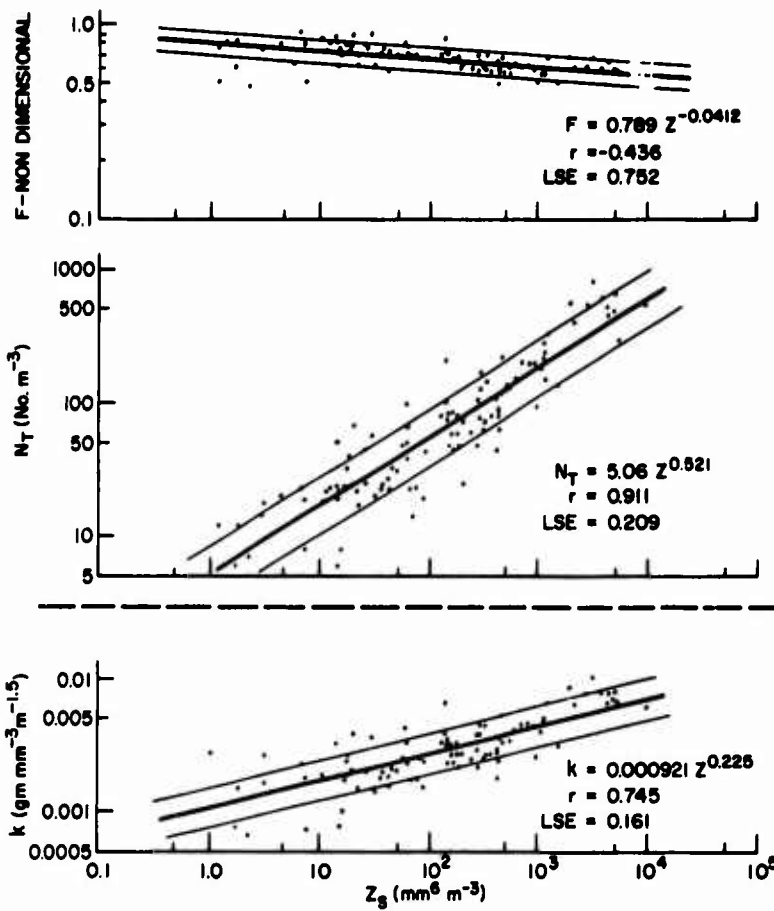 F-NON DIMENSIONAL
1.0
0.5
0.1
F = 0.789 Z^-0.0412
r = -0.436
LSE = 0.752
N_T (No. m^-3)
1000
500
100
50
10
5
N_T = 5.06 Z^0.521
r = 0.911
LSE = 0.209
k (gm mm^-3 m^-1.5)
0.01
0.005
0.001
0.0005
k = 0.000921 Z^0.225
r = 0.745
LSE = 0.161
0.1 1.0 10 10^2 10^3 10^4 10^5
Z_S (mm^6 m^-3)